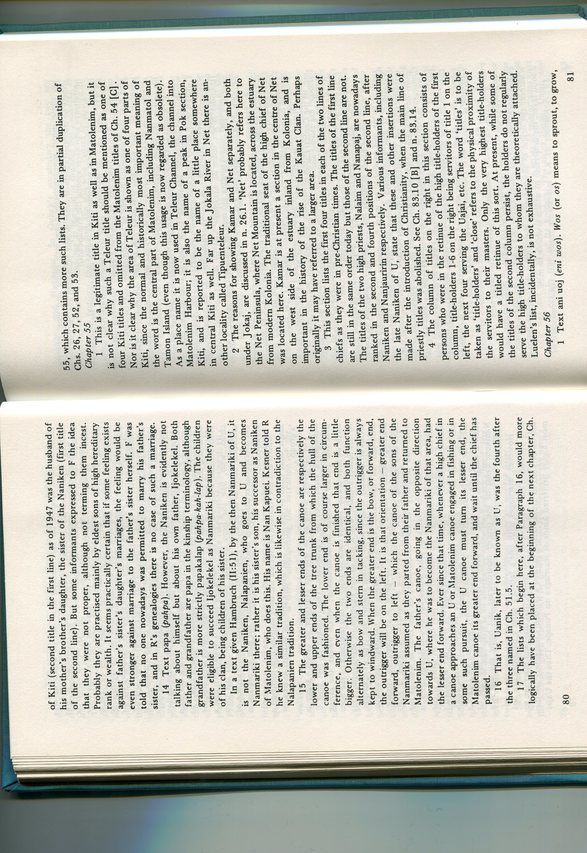 of Kiti (second title in the first line) as of 1947 was the husband of
his mother's brother's daughter, the sister of the Naniken (first title
of the second line). But some informants expressed to F the idea
that they were not proper, although not terming them incest.
Probably they are practised mainly by eldest sons of high hereditary
rank or wealth. It seems practically certain that if some feeling exists
against father's sister's daughter's marriages, the feeling would be
even stronger against marriage to the father's sister herself. F was
told that no one nowadays was permitted to marry his father's
sister, and in R's genealogies there is no case of such a marriage.
14 Text papa (pahpa). However, the Naniken is evidently not
talking about himself but about his own father, Ijokelekel. Both
father and grandfather are papa in the kinship terminology, although
grandfather is more strictly papakalap (pahpa-kah-lap). The children
were eligible to succeed Ijokelekel as Nanmariki because they were
of his clan, being children of his sister.
In a text given Hambruch (II:51), by the then Nanmariki of U, it
is not the Naniken, Nalapanien, who goes to U and becomes
Nanmariki there; rather it is his sister's son, his successor as Naniken
of Matolenim, who does this. His name is Nan Kapuei. Kesner told R
he knew a similar tradition, which is likewise in contradiction to the
Nalapanien tradition.
15 The greater and lesser ends of the canoe are respectively the
lower and upper ends of the tree trunk from which the hull of the
canoe was fashioned. The lower end is of course larger in circum-
ference, and even when the canoe is finished that end is a little
bigger. Otherwise the two ends are identical, and both function
alternately as bow and stern in tacking, since the outrigger is always
kept to windward. When the greater end is the bow, or forward, end,
the outrigger will be on the left. It is that orientation — greater end
forward, outrigger to left — which the canoe of the sons of the
Nanmariki assumed as they parted from their father and returned to
Matolenim. The father's canoe, going in the opposite direction
towards U, where he was to become the Nanmariki of that area, had
the lesser end forward. Ever since that time, whenever a high chief in
a canoe approaches an U or Matolenim canoe engaged in fishing or in
some such pursuit, the U canoe must turn its lesser end, the
Matolenim canoe its greater end forward, and wait until the chief has
passed.
16 That is, Uanik, later to be known as U, was the fourth after
the three named in Ch. 51.5.
17 The lists which begin here, after Paragraph 16, would more
logically have been placed at the beginning of the next chapter, Ch.
80
55, which contains more such lists. They are in partial duplication of
Chs. 26, 27, 52, and 53.
Chapter 55
1 This is a legitimate title in Kiti as well as in Matolenim, but it
is not clear why such a Teleur title should be mentioned as one of
four Kiti titles and omitted from the Matolenim titles of Ch. 54 [C].
Nor is it clear why the area of Teleur is shown as one of four parts of
Kiti, since the normal and historically most important meaning of
the word is the central part of Matolenim, including Nanmatol and
Tamon Island (even though this usage is now regarded as obsolete).
As a place name it is now used in Teleur Channel, the channel into
Matolenim Harbour; it is also the name of a peak in Pok section,
Kiti, and is reported to be the name of a little place somewhere
in central Kiti as well. Far up the Jokala River in Net there is an-
other locality called Tipuenteleur.
2 The reasons for showing Kamar and Net separately, and both
under Jokaj, are discussed in n. 26.1. 'Net' probably refers here to
the Net Peninsula, where Net Mountain is located, across the estuary
from modern Kolonia. The traditional seat of the high chief of Net
was located here. Kamar is at present a section in the centre of Net
on the west side of the estuary inland from Kolonia, and is
important in the history of the rise of the Kauat Clan. Perhaps
originally it may have referred to a larger area.
3 This section lists the first four titles in each of the two lines of
chiefs as they were in pre-Christian times. The titles of the first line
are still in the same order today but those of the second line are not.
The titles of the two high priests, Nalaim and Nanapaj, are nowadays
ranked in the second and fourth positions of the second line, after
Naniken and Nanjauririn respectively. Various informants, including
the late Naniken of U, state that these and other insertions were
made after the introduction of Christianity, when the main line of
priestly titles was abolished. See Ch. 83.10 [B] and n. 83.14.
4 The column of titles on the right in this section consists of
persons who were in the retinue of the high title-holders of the first
column, title-holders 1-6 on the right being servitors of title 1 on the
left, the next four serving the Uajai, etc. The word 'titles' is to be
taken as 'title-holders' and 'close' refers to the physical proximity of
the servitors to their masters. Only the very highest title-holders
would have a titled retinue of this sort. At present, while some of
the titles of the second column persist, the holders do not regularly
serve the high title-holders to whom they are theoretically attached.
Luelen's list, incidentally, is not exhaustive.
Chapter 56
1 Text ani uoj (eni wos). Wos (or os) means to sprout, to grow,
81